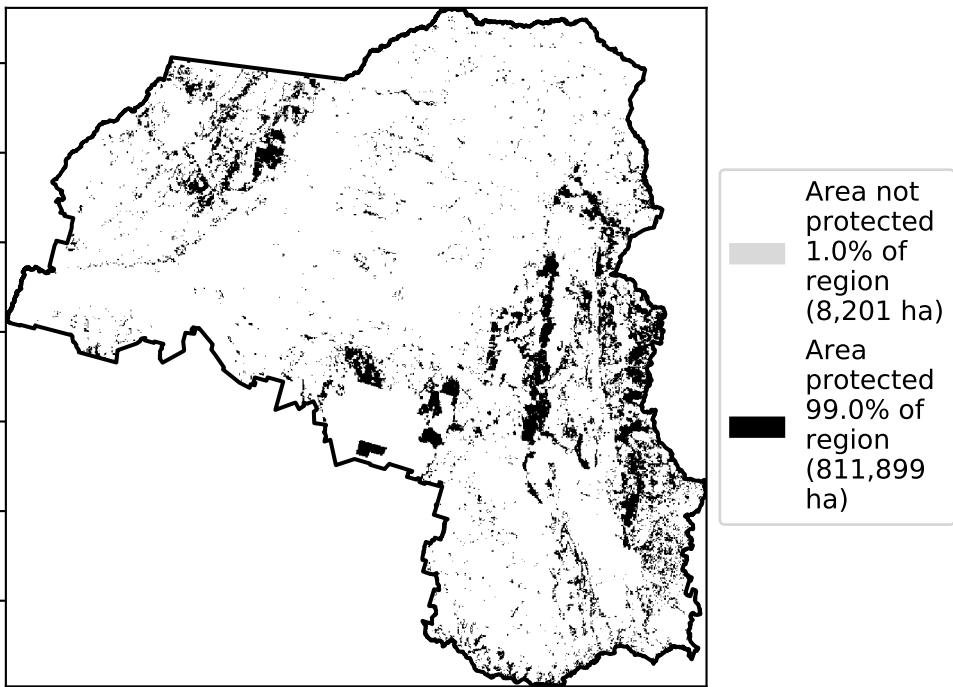 Area not
protected
1.0% of
region
(8,201 ha)
Area
protected
99.0% of
region
(811,899
ha)